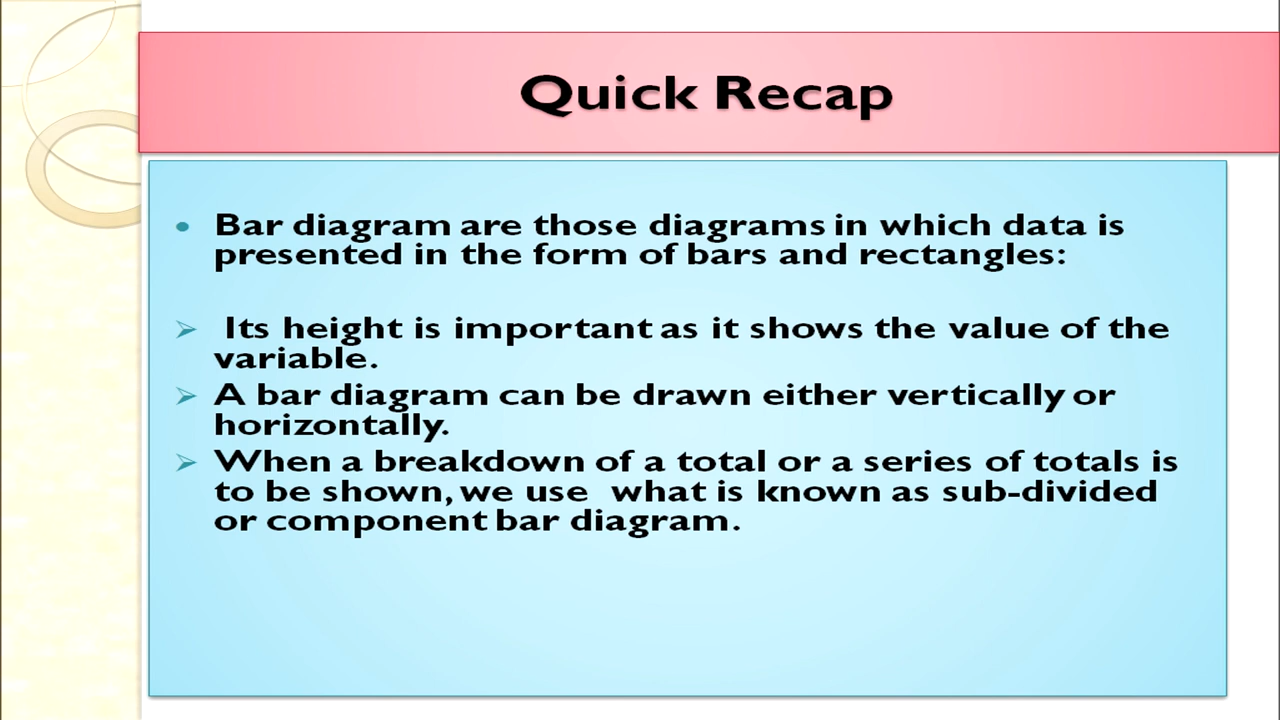 Quick Recap
• Bar diagram are those diagrams in which data is
presented in the form of bars and rectangles:
➢ Its height is important as it shows the value of the
variable.
➢ A bar diagram can be drawn either vertically or
horizontally.
➢ When a breakdown of a total or a series of totals is
to be shown, we use what is known as sub-divided
or component bar diagram.